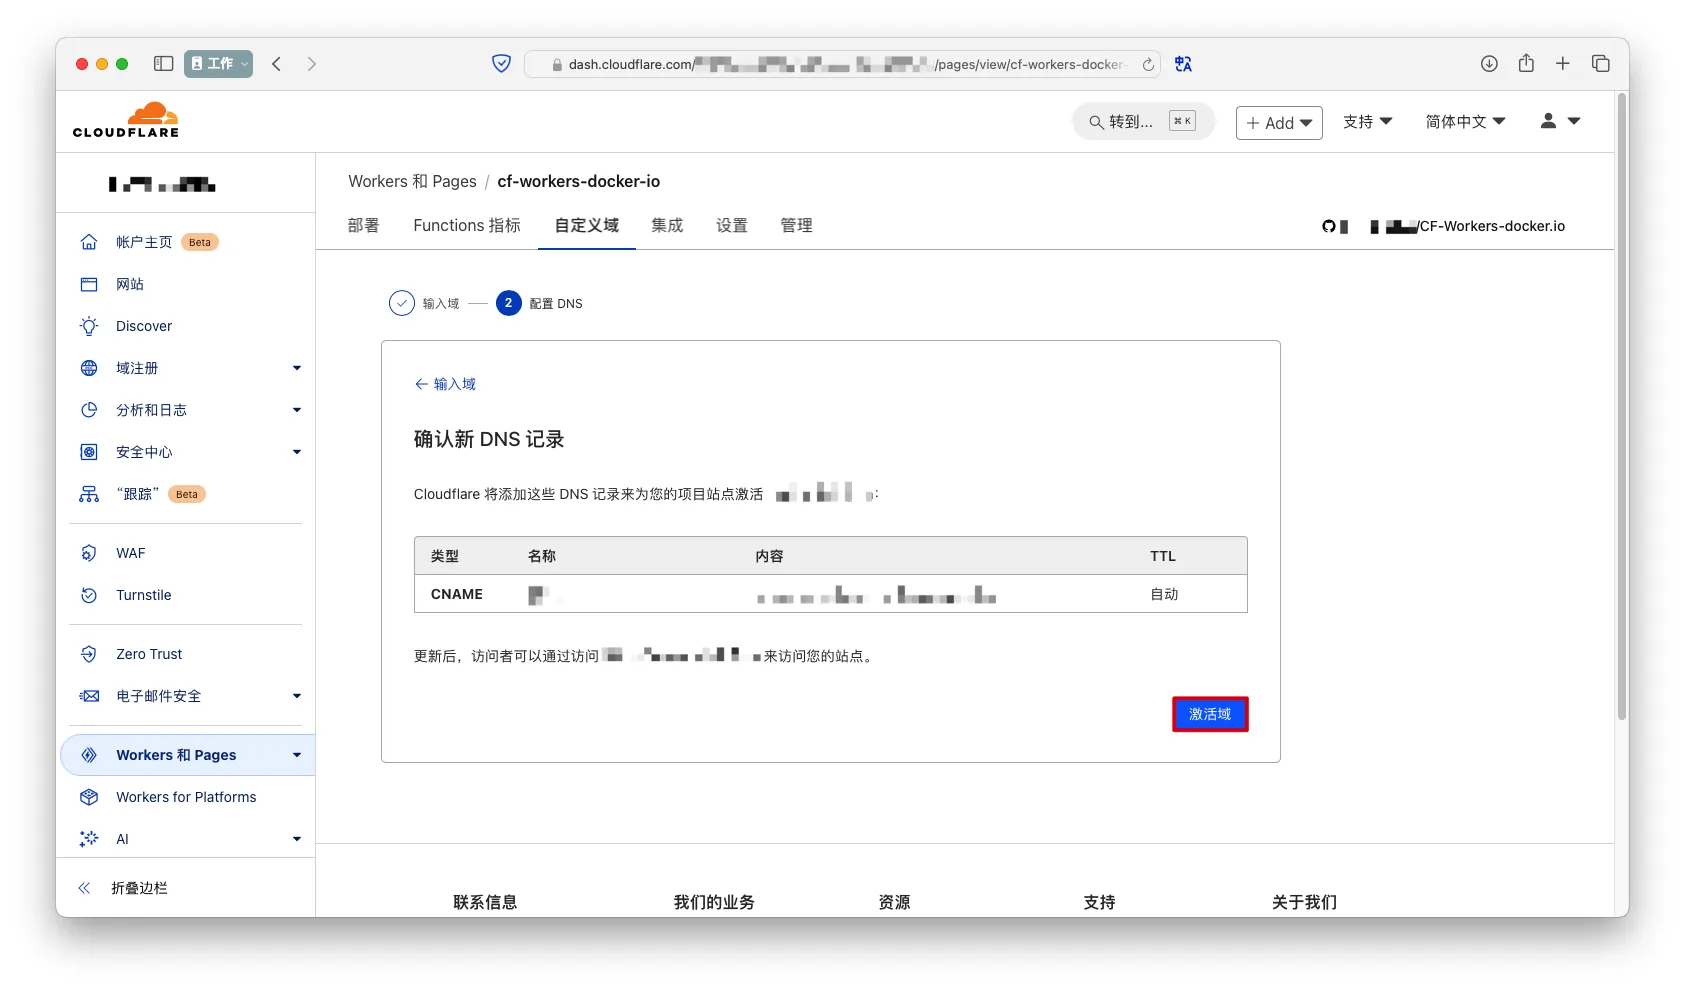 工作
dash.cloudflare.com/
/pages/view/cf-workers-docker-
CLOUDFLARE
转到... ⌘ K
+ Add
支持
简体中文
帐户主页 Beta
网站
Discover
域注册
分析和日志
安全中心
“跟踪” Beta
WAF
Turnstile
Zero Trust
电子邮件安全
Workers 和 Pages
Workers for Platforms
AI
折叠边栏
Workers 和 Pages / cf-workers-docker-io
部署 Functions 指标 自定义域 集成 设置 管理
/CF-Workers-docker.io
输入域 2 配置 DNS
← 输入域
确认新 DNS 记录
Cloudflare 将添加这些 DNS 记录来为您的项目站点激活 :
类型 名称 内容 TTL
CNAME 自动
更新后，访问者可以通过访问 来访问您的站点。
激活域
联系信息 我们的业务 资源 支持 关于我们